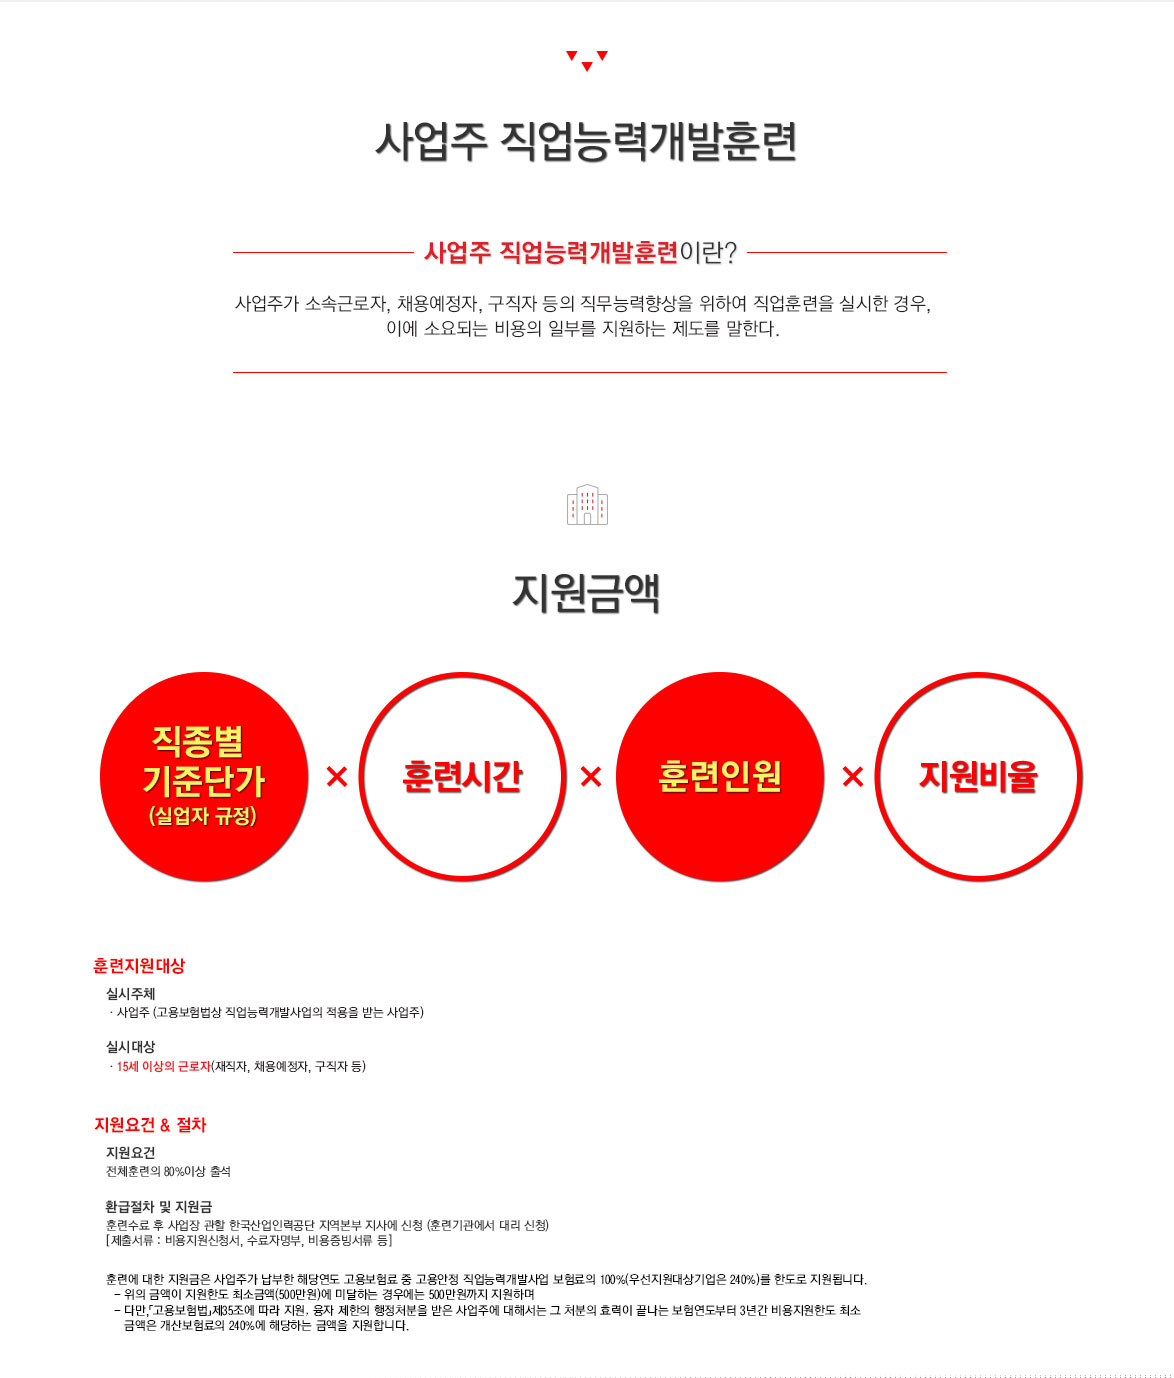 사업주 직업능력개발훈련
사업주 직업능력개발훈련이란?
사업주가 소속근로자, 채용예정자, 구직자 등의 직무능력향상을 위하여 직업훈련을 실시한 경우,
이에 소요되는 비용의 일부를 지원하는 제도를 말한다.
지원금액
직종별
기준단가
(실업자 규정)
×
훈련시간
×
훈련인원
×
지원비율
훈련지원대상
실시주체
· 사업주 (고용보험법상 직업능력개발사업의 적용을 받는 사업주)
실시대상
· 15세 이상의 근로자(재직자, 채용예정자, 구직자 등)
지원요건 & 절차
지원요건
전체훈련의 80%이상 출석
환급절차 및 지원금
훈련수료 후 사업장 관할 한국산업인력공단 지역본부 지사에 신청 (훈련기관에서 대리 신청)
[제출서류 : 비용지원신청서, 수료자명부, 비용증빙서류 등]
훈련에 대한 지원금은 사업주가 납부한 해당연도 고용보험료 중 고용안정 직업능력개발사업 보험료의 100%(우선지원대상기업은 240%)를 한도로 지원됩니다.
- 위의 금액이 지원한도 최소금액(500만원)에 미달하는 경우에는 500만원까지 지원하며
- 다만,「고용보험법」제35조에 따라 지원, 융자 제한의 행정처분을 받은 사업주에 대해서는 그 처분의 효력이 끝나는 보험연도부터 3년간 비용지원한도 최소
금액은 개산보험료의 240%에 해당하는 금액을 지원합니다.